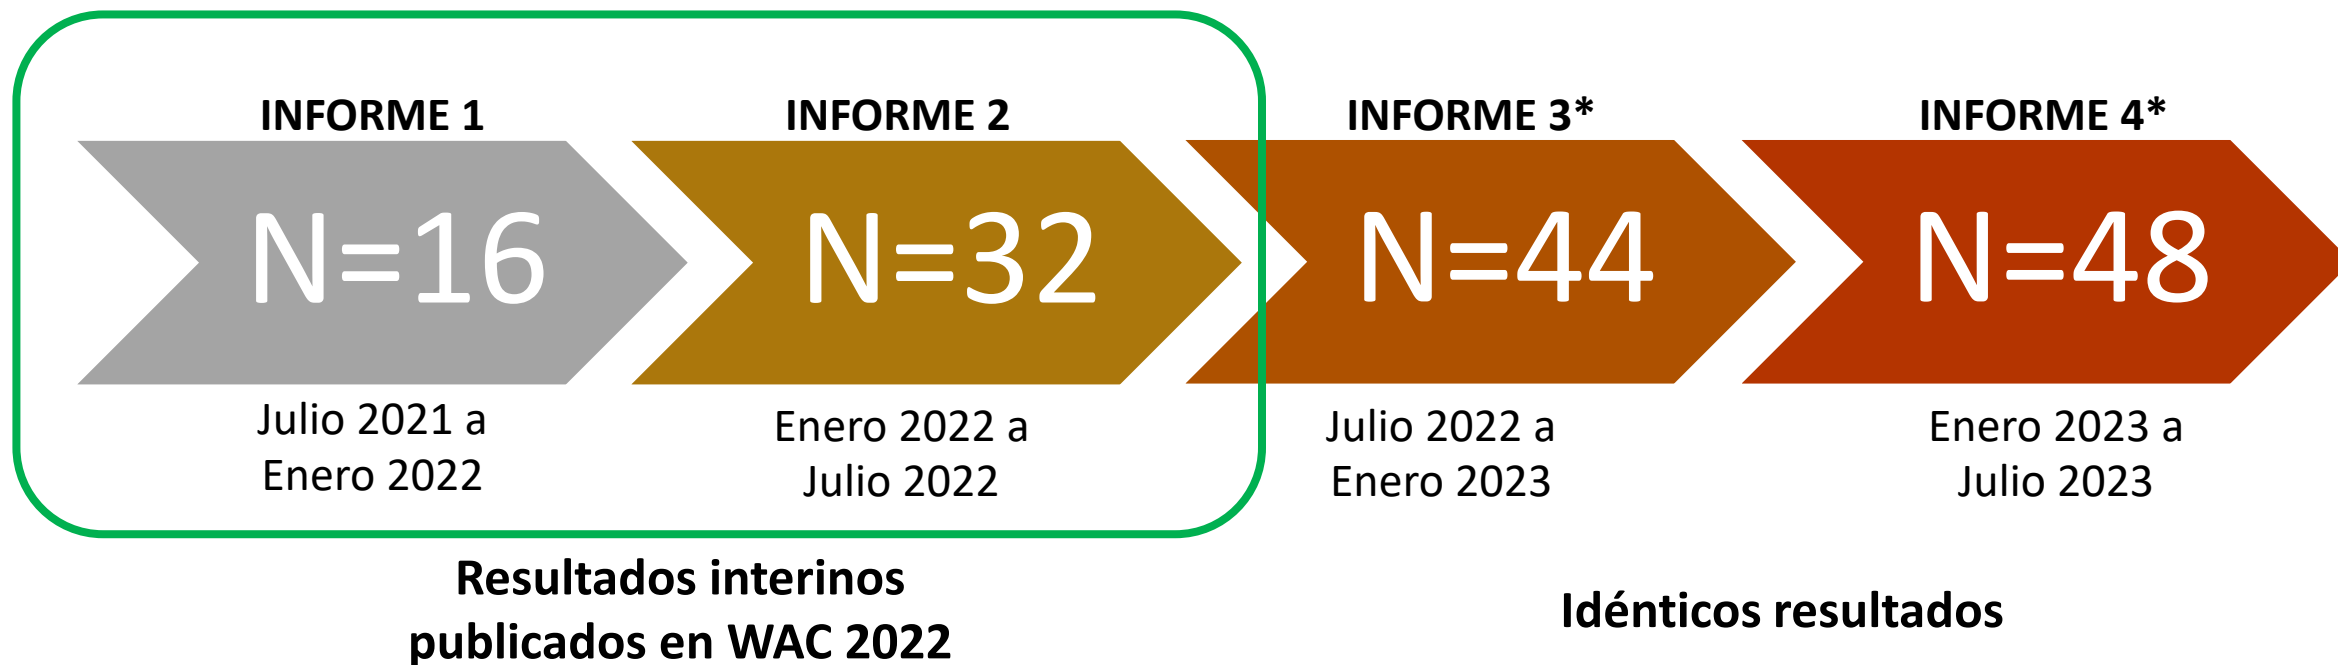 INFORME 1
N=16
Julio 2021 a
Enero 2022
INFORME 2
N=32
Enero 2022 a
Julio 2022
INFORME 3*
N=44
Julio 2022 a
Enero 2023
INFORME 4*
N=48
Enero 2023 a
Julio 2023
Resultados interinos
publicados en WAC 2022
Idénticos resultados